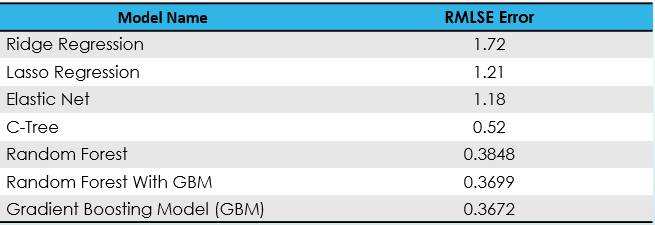 Model Name RMLSE Error
Ridge Regression 1.72
Lasso Regression 1.21
Elastic Net 1.18
C-Tree 0.52
Random Forest 0.3848
Random Forest With GBM 0.3699
Gradient Boosting Model (GBM) 0.3672